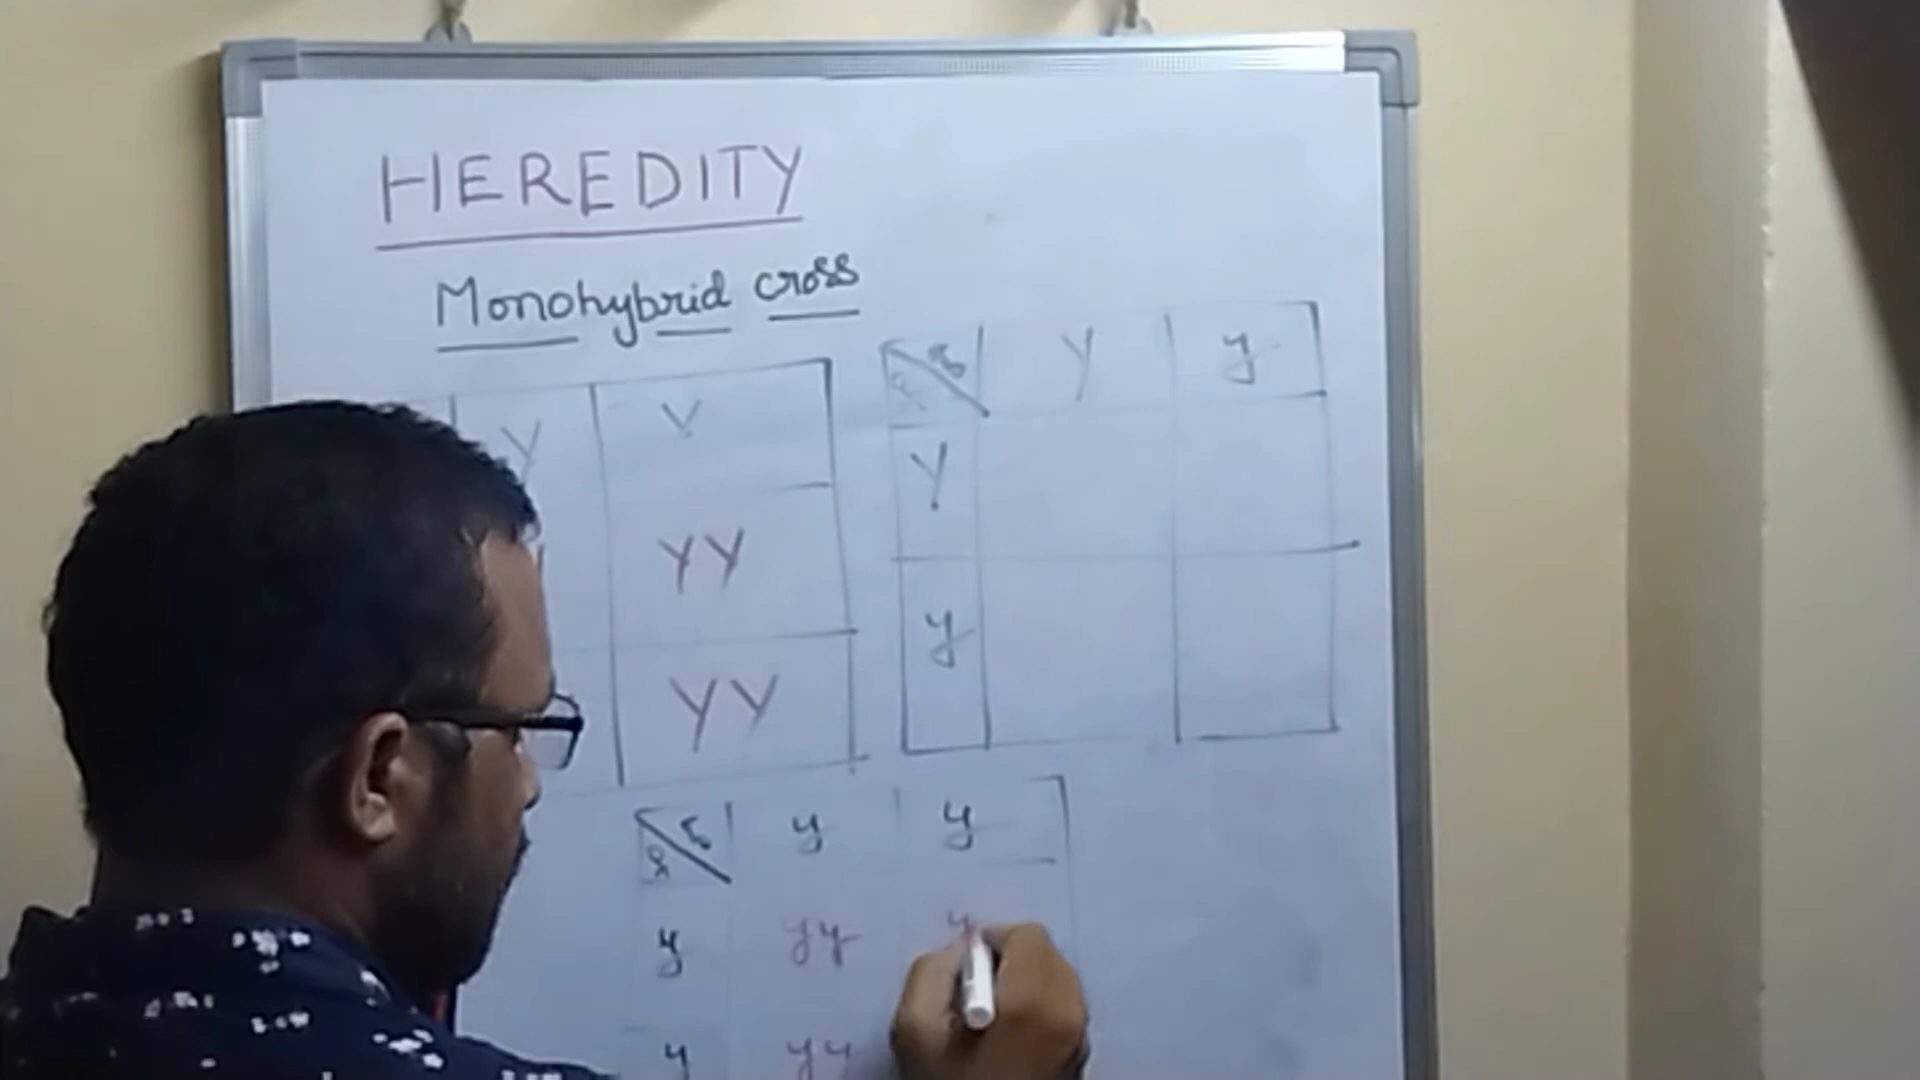 HEREDITY
Monohybrid cross
Y Y
YY
YY
♀ ♂ Y y
Y
y
♀ ♂ y y
y yy y
y yy